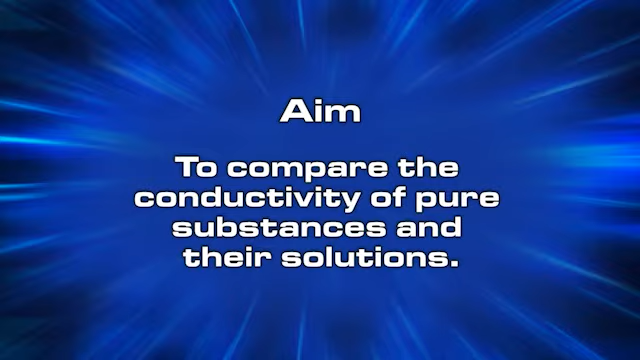 Aim
To compare the
conductivity of pure
substances and
their solutions.